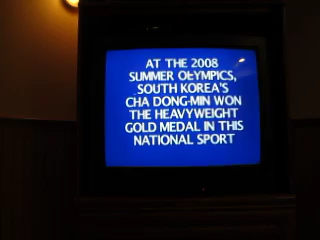 AT THE 2008
SUMMER OLYMPICS,
SOUTH KOREA'S
CHA DONG-MIN WON
THE HEAVYWEIGHT
GOLD MEDAL IN THIS
NATIONAL SPORT